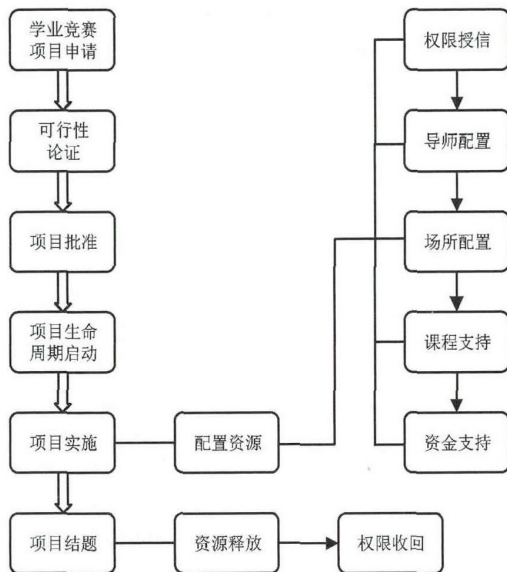 学业竞赛
项目申请
权限授信
可行性
论证
导师配置
项目批准
场所配置
项目生命
周期启动
课程支持
项目实施
配置资源
资金支持
项目结题
资源释放
权限收回